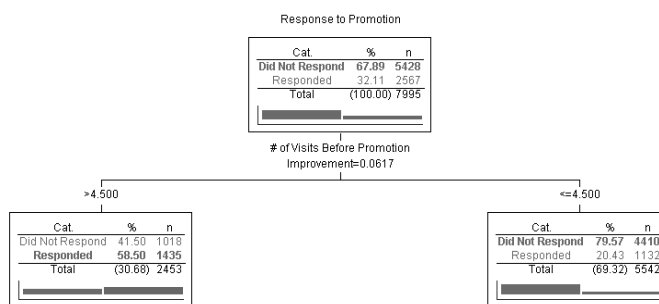 Response to Promotion
Cat. % n
Did Not Respond 67.89 5428
Responded 32.11 2567
Total (100.00) 7995
# of Visits Before Promotion
Improvement=0.0617
>4.500
<=4.500
Cat. % n
Did Not Respond 41.50 1018
Responded 58.50 1435
Total (30.68) 2453
Cat. % n
Did Not Respond 79.57 4410
Responded 20.43 1132
Total (69.32) 5542